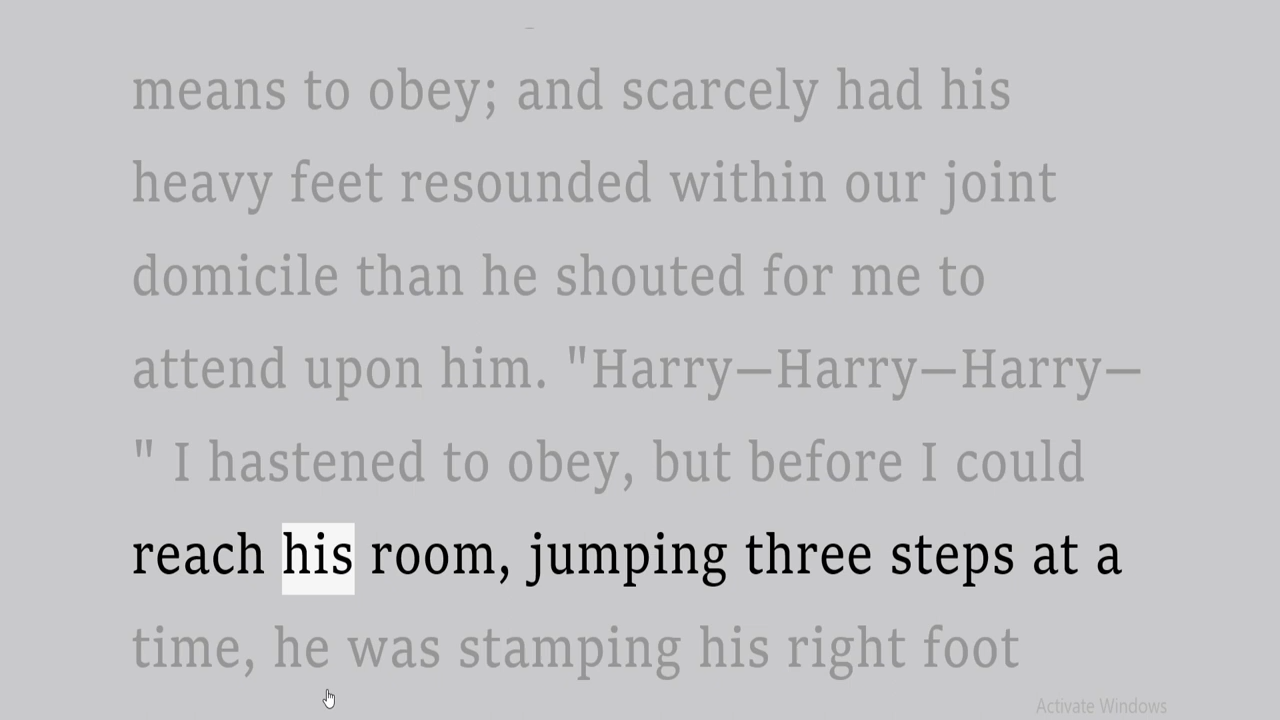 means to obey; and scarcely had his
heavy feet resounded within our joint
domicile than he shouted for me to
attend upon him. "Harry—Harry—Harry—
" I hastened to obey, but before I could
reach his room, jumping three steps at a
time, he was stamping his right foot
Activate Windows